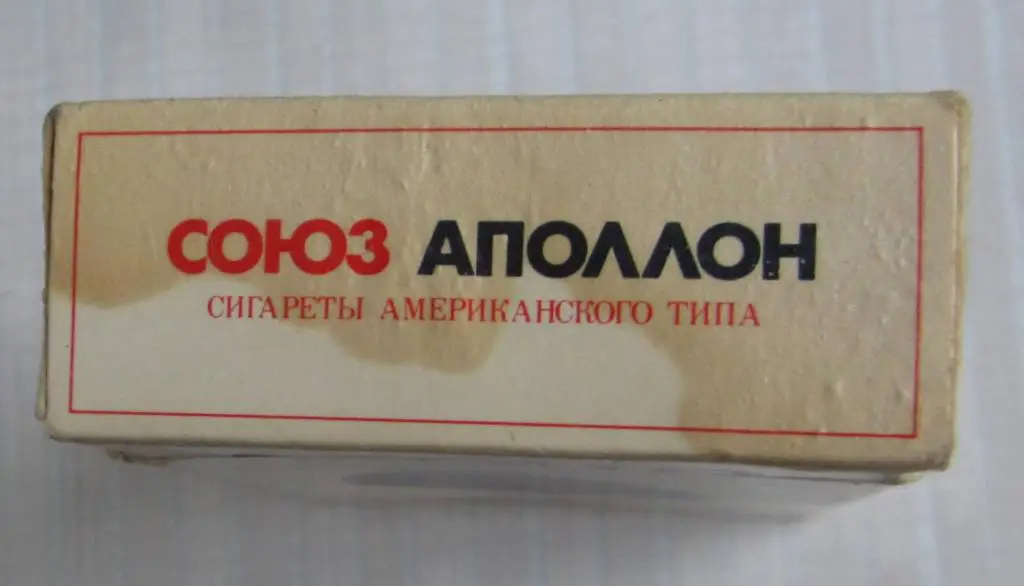 СОЮЗ АПОЛЛОН
СИГАРЕТЫ АМЕРИКАНСКОГО ТИПА